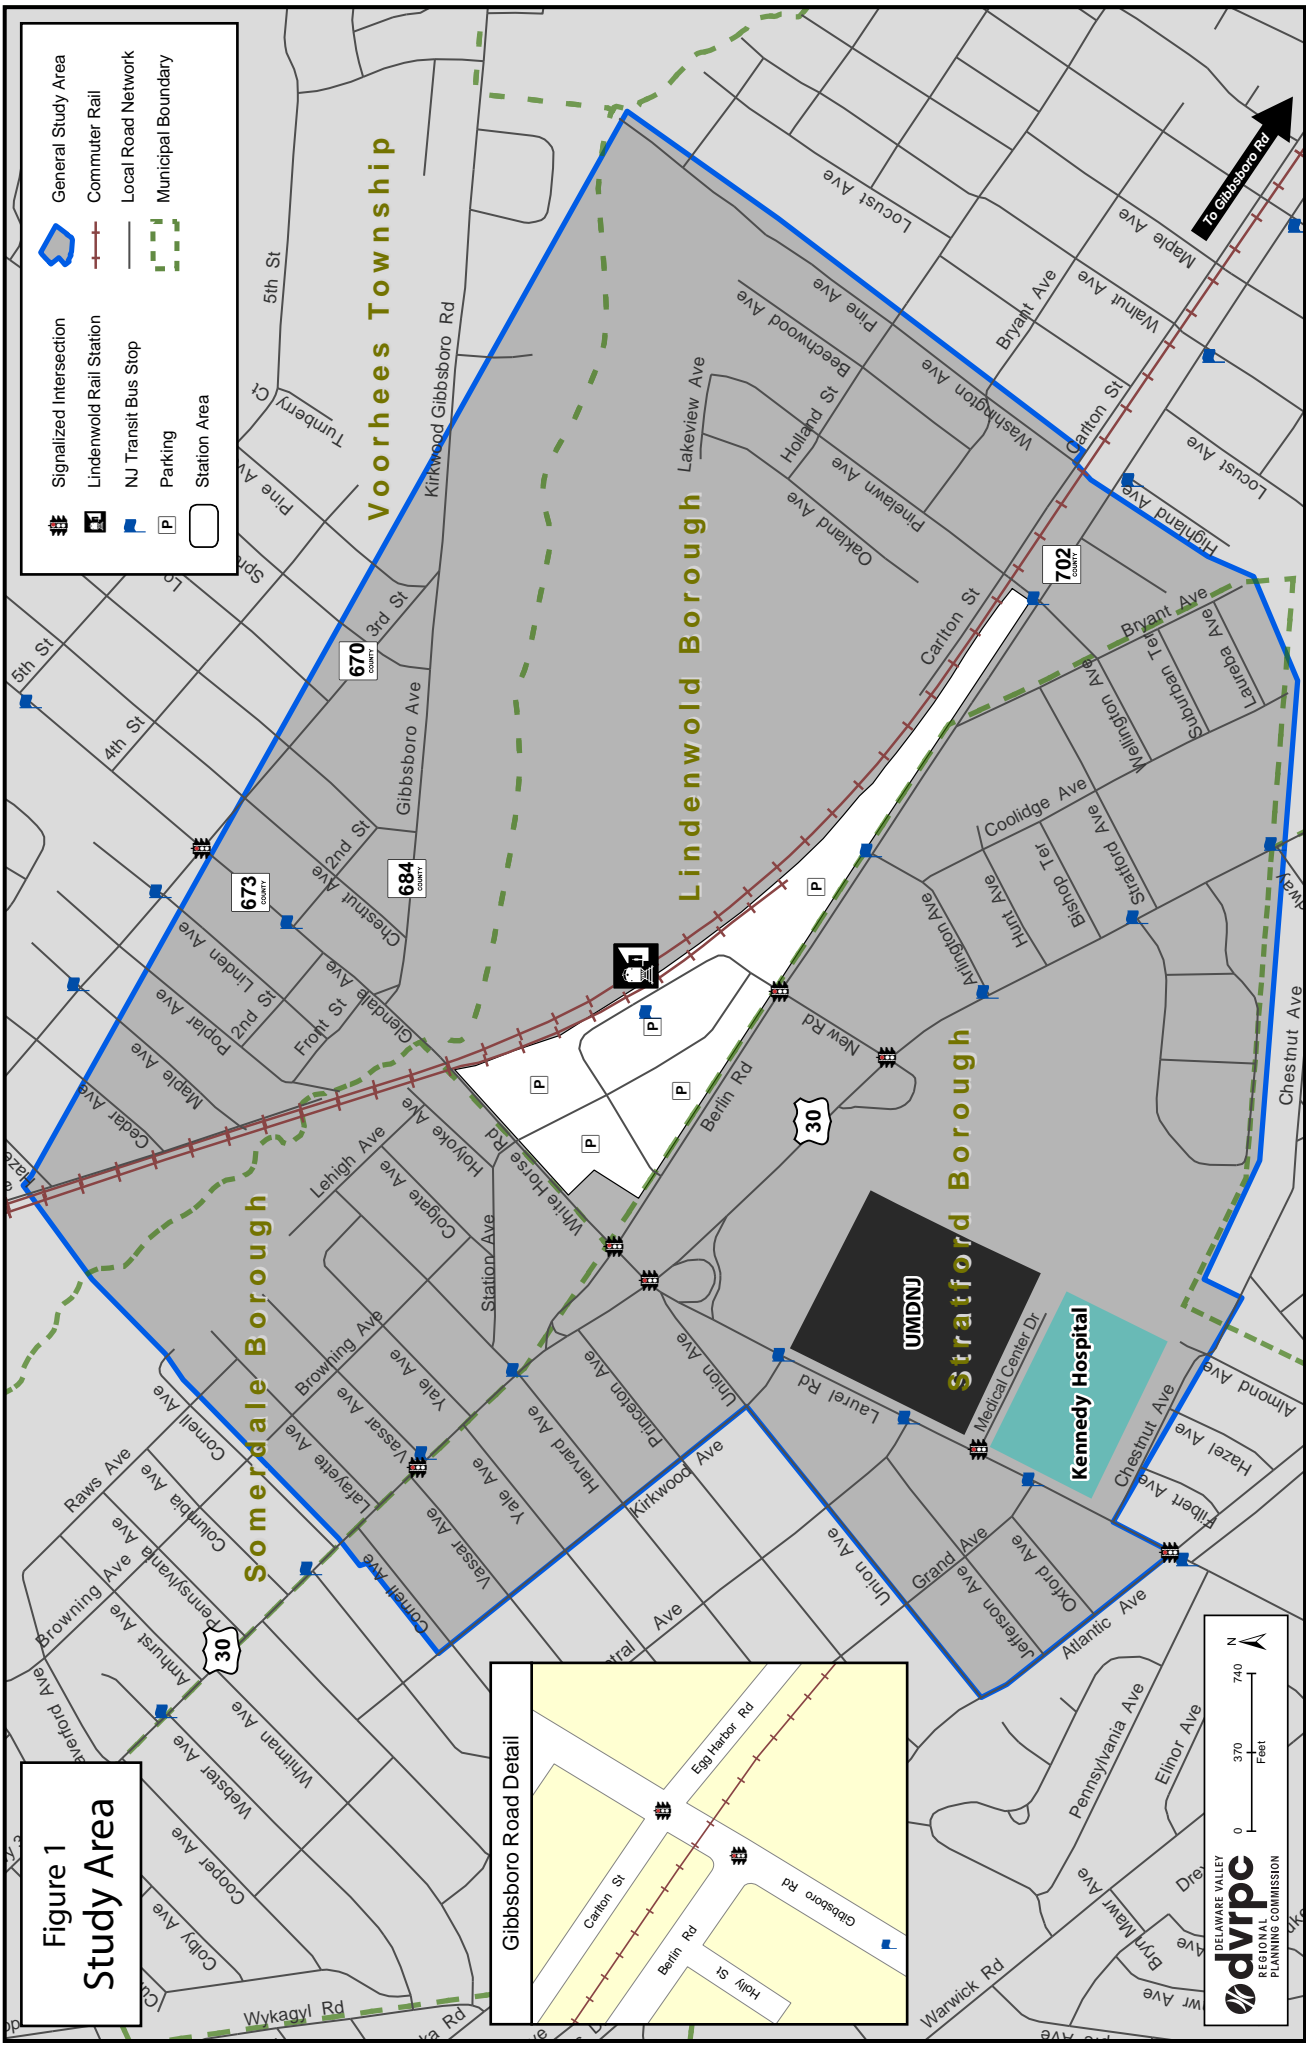 Figure 1
Study Area
Signalized Intersection
Lindenwold Rail Station
NJ Transit Bus Stop
P
Parking
Station Area
General Study Area
Commuter Rail
Local Road Network
Municipal Boundary
Voorhees Township
Lindenwold Borough
Somerdale Borough
Stratford Borough
UMDNJ
Kennedy Hospital
To Gibbsboro Rd
5th St
Turnberry Ct
Pine Ave
Kirkwood Gibbsboro Rd
5th St
4th St
3rd St
670
COUNTY
Gibbsboro Ave
2nd St
Chestnut Ave
684
COUNTY
673
COUNTY
Linden Ave
Poplar Ave
2nd St
Front St
Glendale Ave
Maple Ave
Cedar Ave
Locust Ave
Maple Ave
Walnut Ave
Bryant Ave
Pine Ave
Beechwood Ave
Washington Ave
Lakeview Ave
Holland St
Pinelawn Ave
Oakland Ave
Carlton St
Carlton St
Locust Ave
Highland Ave
702
COUNTY
Bryant Ave
Laureba Ave
Suburban Ter
Wellington Ave
Coolidge Ave
Stratford Ave
Bishop Ter
Hunt Ave
Arlington Ave
Chestnut Ave
P
P
P
P
P
New Rd
Berlin Rd
30
White Horse Rd
Holyoke Ave
Lehigh Ave
Colgate Ave
Station Ave
Browning Ave
Yale Ave
Vassar Ave
Lafayette Ave
Cornell Ave
Raws Ave
Columbia Ave
Pennsylvania Ave
Browning Ave
Amhurst Ave
30
Cornell Ave
Vassar Ave
Yale Ave
Harvard Ave
Princeton Ave
Union Ave
Kirkwood Ave
Laurel Rd
Medical Center Dr
Chestnut Ave
Almond Ave
Hazel Ave
Filbert Ave
Union Ave
Grand Ave
Jefferson Ave
Oxford Ave
Atlantic Ave
Whitman Ave
Webster Ave
Cooper Ave
Colby Ave
Wykagyl Rd
Pennsylvania Ave
Elinor Ave
Bryn Mawr Ave
Warwick Rd
Gibbsboro Road Detail
Egg Harbor Rd
Carlton St
Berlin Rd
Gibbsboro Rd
Holly St
N
0 370 740
Feet
dvrpc
DELAWARE VALLEY
REGIONAL
PLANNING COMMISSION